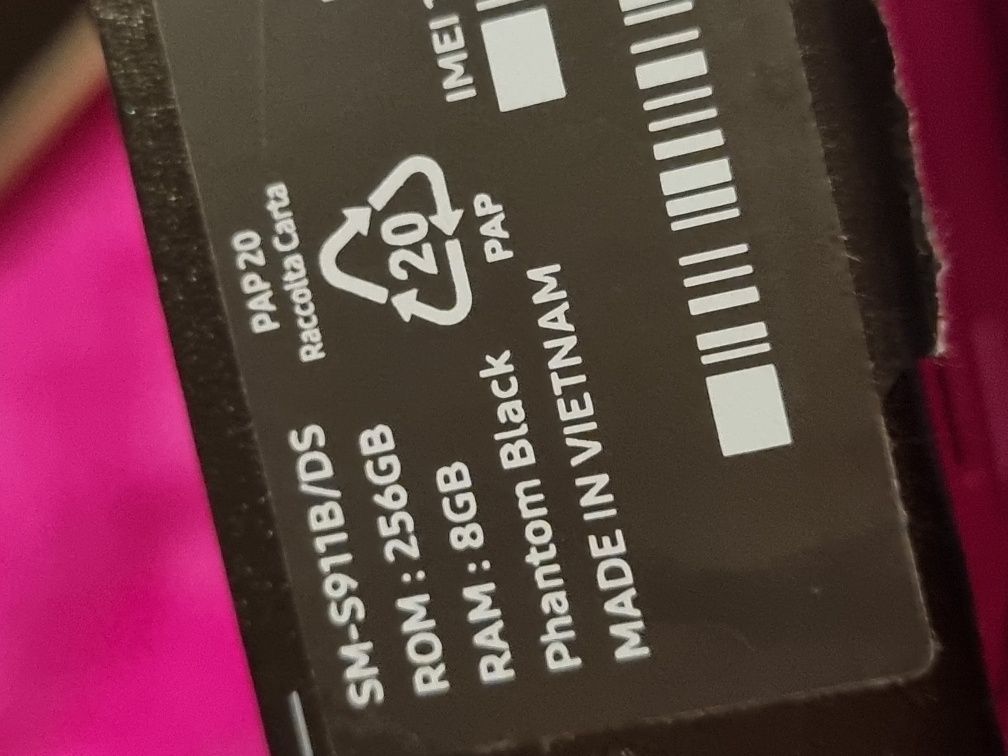 SM-S911B/DS
ROM : 256GB
RAM : 8GB
Phantom Black
MADE IN VIETNAM
PAP 20
Raccolta Carta
20
PAP
IMEI